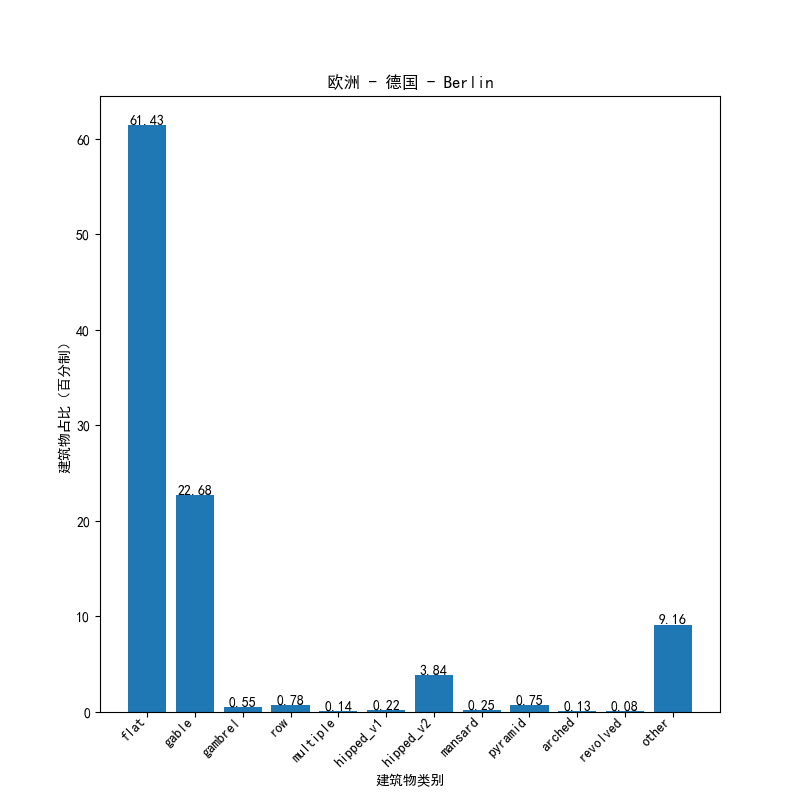 欧洲 - 德国 - Berlin
建筑物占比（百分制）
60
50
40
30
20
10
0
61.43
22.68
0.55
0.78
0.14
0.22
3.84
0.25
0.75
0.13
0.08
9.16
flat
gable
gambrel
row
multiple
hipped_v1
hipped_v2
mansard
pyramid
arched
revolved
other
建筑物类别